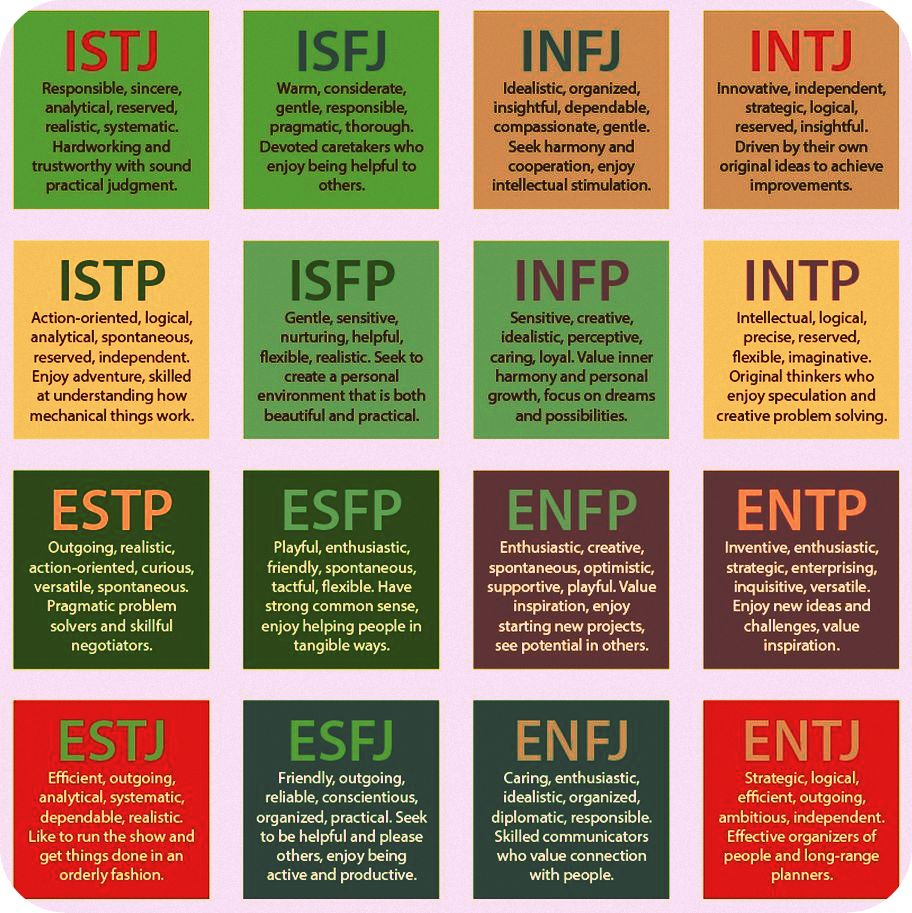 ISTJ
Responsible, sincere,
analytical, reserved,
realistic, systematic.
Hardworking and
trustworthy with sound
practical judgment.
ISFJ
Warm, considerate,
gentle, responsible,
pragmatic, thorough.
Devoted caretakers who
enjoy being helpful to
others.
INFJ
Idealistic, organized,
insightful, dependable,
compassionate, gentle.
Seek harmony and
cooperation, enjoy
intellectual stimulation.
INTJ
Innovative, independent,
strategic, logical,
reserved, insightful.
Driven by their own
original ideas to achieve
improvements.
ISTP
Action-oriented, logical,
analytical, spontaneous,
reserved, independent.
Enjoy adventure, skilled
at understanding how
mechanical things work.
ISFP
Gentle, sensitive,
nurturing, helpful,
flexible, realistic. Seek to
create a personal
environment that is both
beautiful and practical.
INFP
Sensitive, creative,
idealistic, perceptive,
caring, loyal. Value inner
harmony and personal
growth, focus on dreams
and possibilities.
INTP
Intellectual, logical,
precise, reserved,
flexible, imaginative.
Original thinkers who
enjoy speculation and
creative problem solving.
ESTP
Outgoing, realistic,
action-oriented, curious,
versatile, spontaneous.
Pragmatic problem
solvers and skillful
negotiators.
ESFP
Playful, enthusiastic,
friendly, spontaneous,
tactful, flexible. Have
strong common sense,
enjoy helping people in
tangible ways.
ENFP
Enthusiastic, creative,
spontaneous, optimistic,
supportive, playful. Value
inspiration, enjoy
starting new projects,
see potential in others.
ENTP
Inventive, enthusiastic,
strategic, enterprising,
inquisitive, versatile.
Enjoy new ideas and
challenges, value
inspiration.
ESTJ
Efficient, outgoing,
analytical, systematic,
dependable, realistic.
Like to run the show and
get things done in an
orderly fashion.
ESFJ
Friendly, outgoing,
reliable, conscientious,
organized, practical. Seek
to be helpful and please
others, enjoy being
active and productive.
ENFJ
Caring, enthusiastic,
idealistic, organized,
diplomatic, responsible.
Skilled communicators
who value connection
with people.
ENTJ
Strategic, logical,
efficient, outgoing,
ambitious, independent.
Effective organizers of
people and long-range
planners.